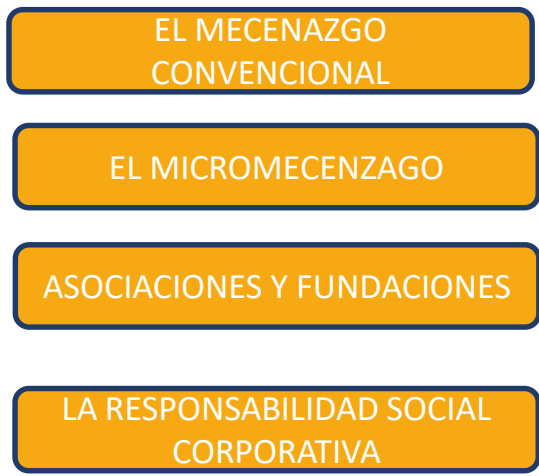 EL MECENAZGO
CONVENCIONAL
EL MICROMECENZAGO
ASOCIACIONES Y FUNDACIONES
LA RESPONSABILIDAD SOCIAL
CORPORATIVA